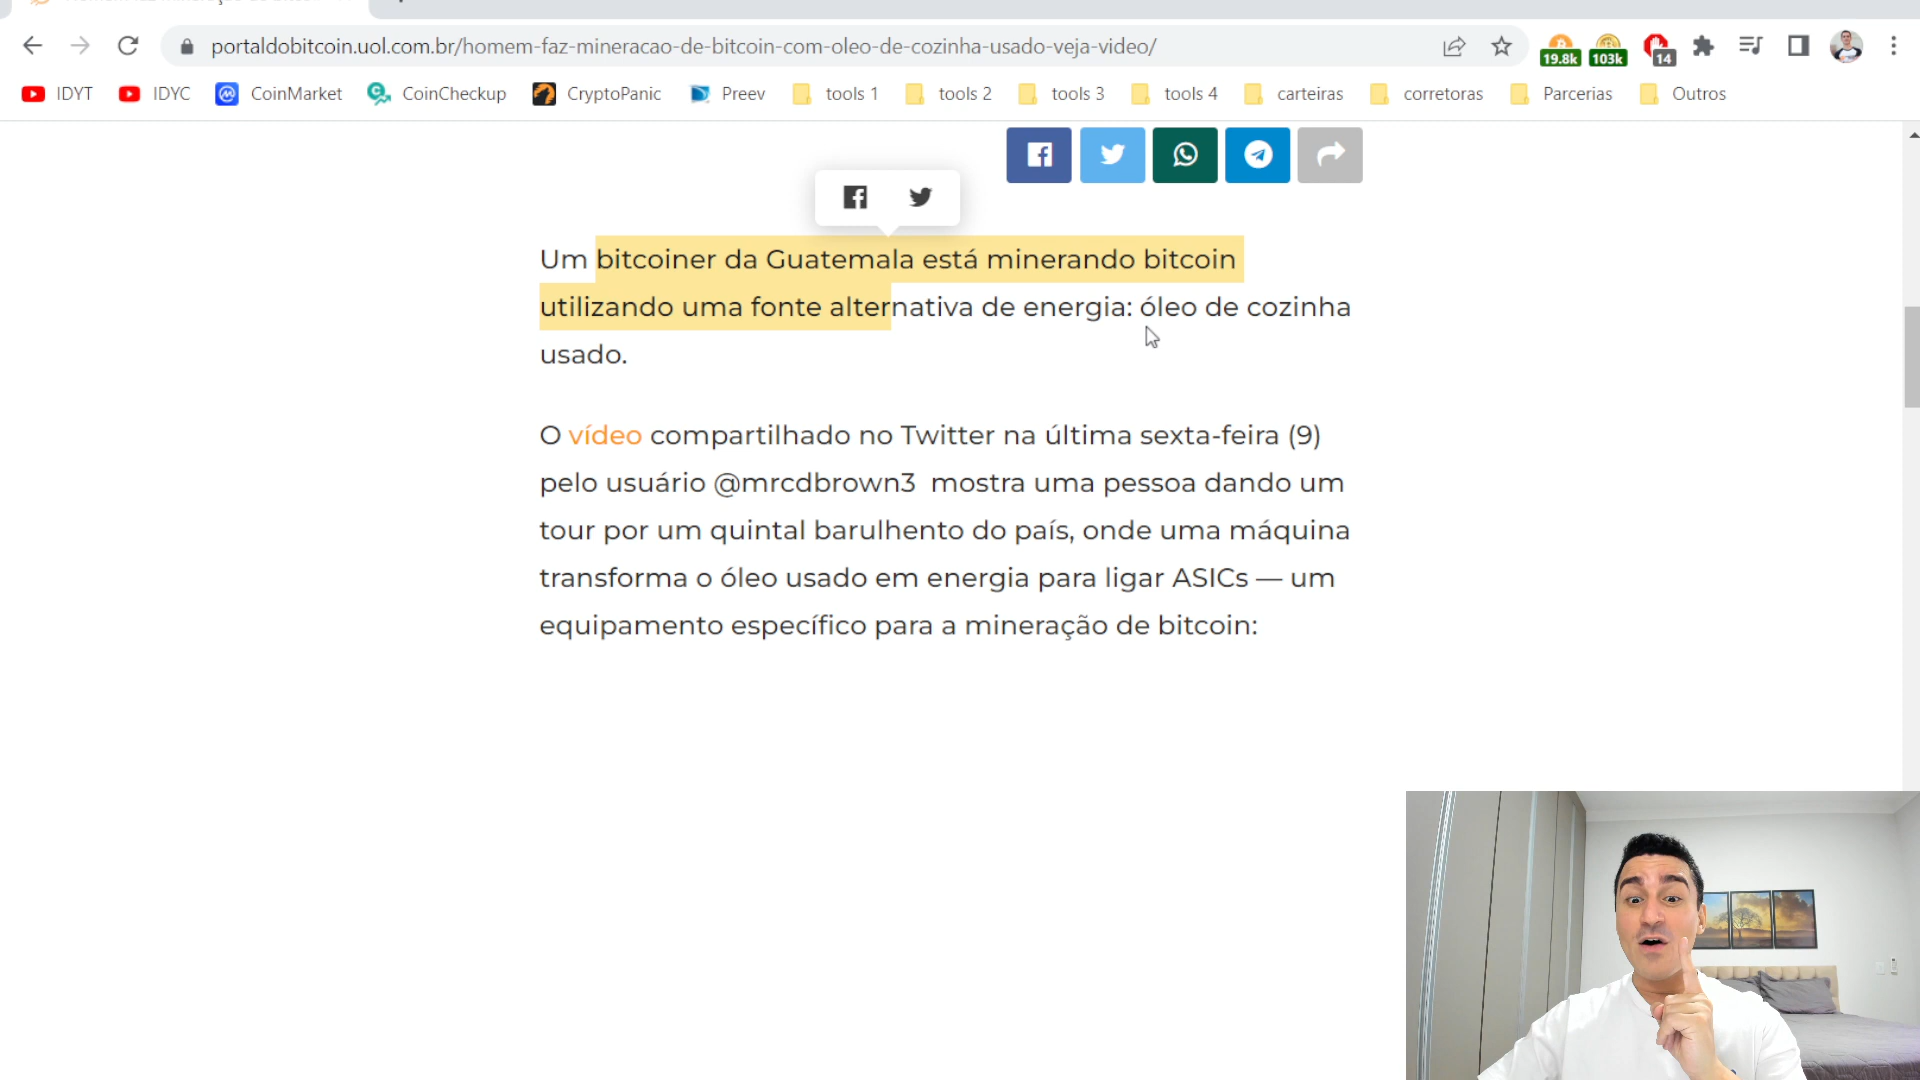 portaldobitcoin.uol.com.br/homem-faz-mineracao-de-bitcoin-com-oleo-de-cozinha-usado-veja-video/
19.8k
103k
14
IDYT
IDYC
CoinMarket
CoinCheckup
CryptoPanic
Preev
tools 1
tools 2
tools 3
tools 4
carteiras
corretoras
Parcerias
Outros
Um bitcoiner da Guatemala está minerando bitcoin
utilizando uma fonte alternativa de energia: óleo de cozinha
usado.
O vídeo compartilhado no Twitter na última sexta-feira (9)
pelo usuário @mrcdbrown3 mostra uma pessoa dando um
tour por um quintal barulhento do país, onde uma máquina
transforma o óleo usado em energia para ligar ASICs — um
equipamento específico para a mineração de bitcoin: